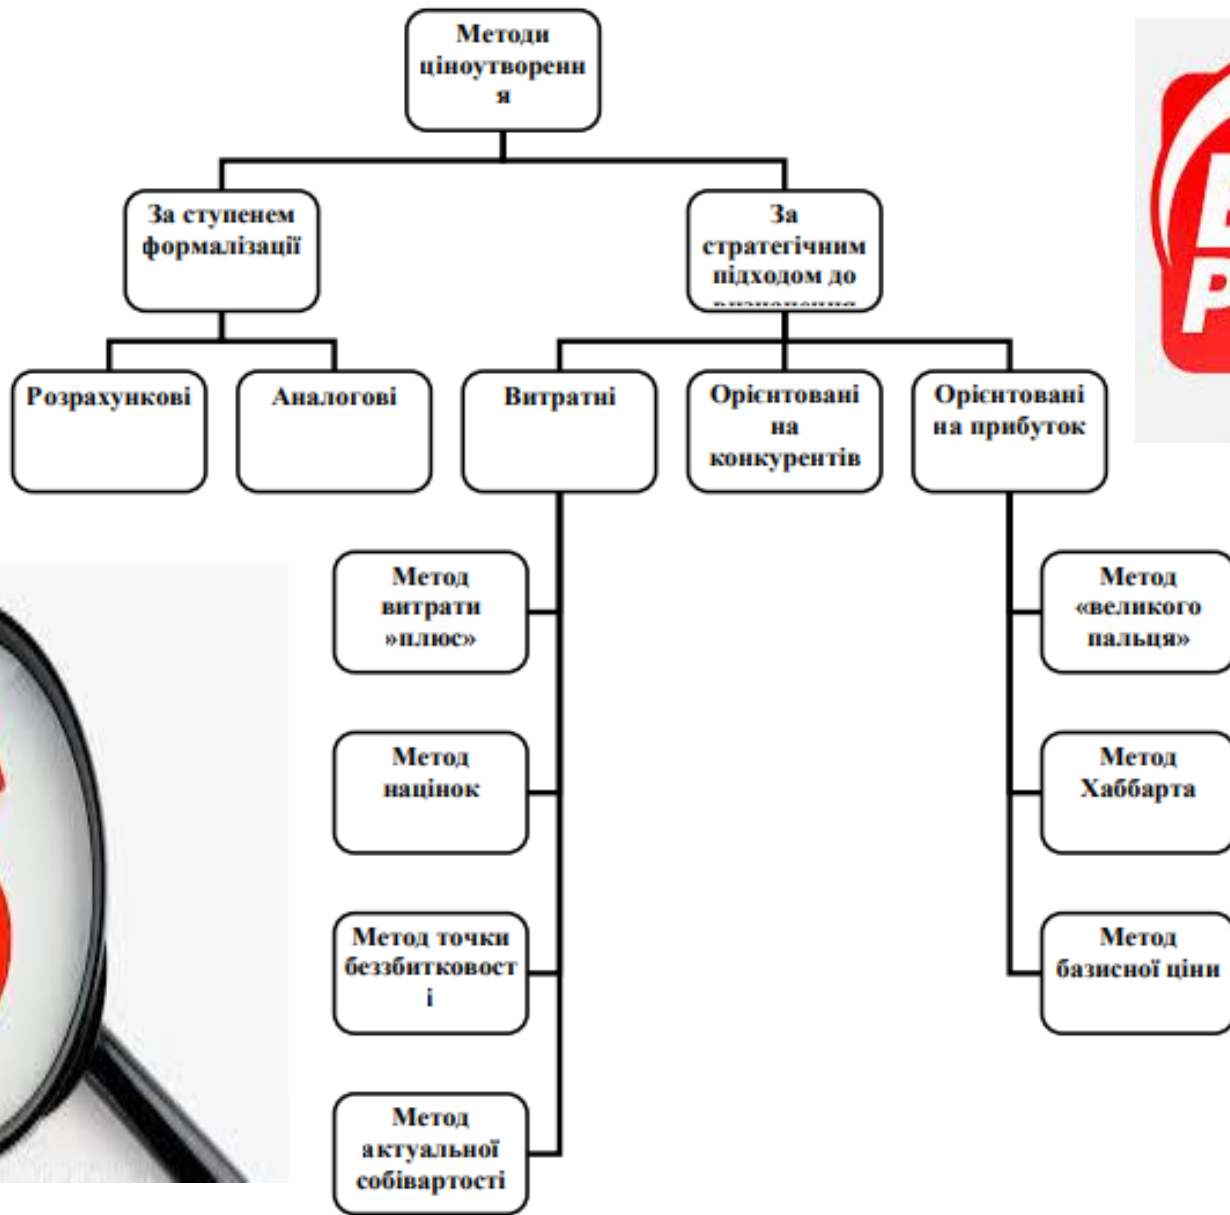 Методи
ціноутворенн
я
За ступенем
формалізації
За
стратегічним
підходом до
Розрахункові
Аналогові
Витратні
Орієнтовані
на
конкурентів
Орієнтовані
на прибуток
Метод
витрати
»плюс»
Метод
«великого
пальця»
Метод
націнок
Метод
Хаббарта
Метод точки
беззбитковост
і
Метод
базисної ціни
Метод
актуальної
собівартості